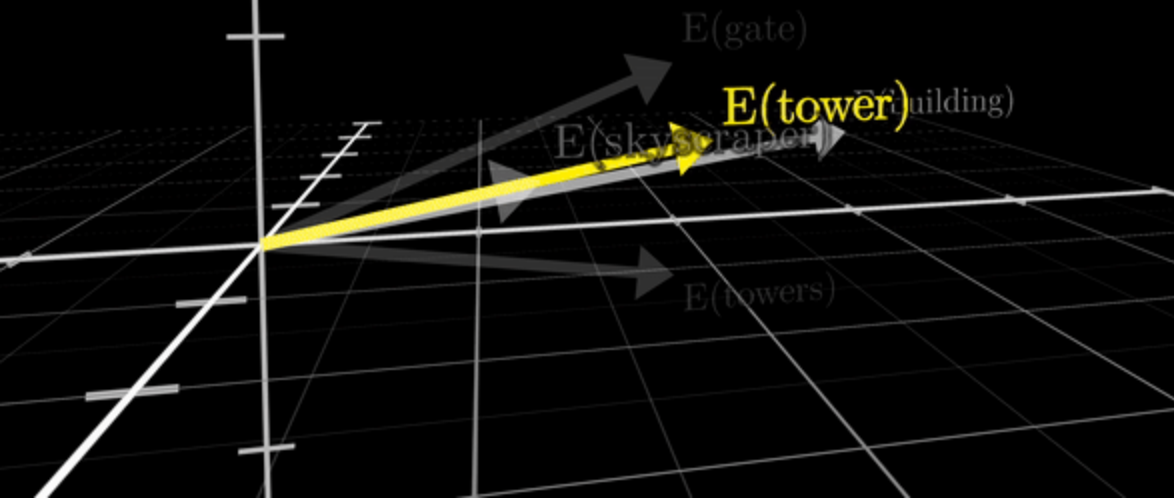 E(gate)
E(tower)
E(building)
E(skyscraper)
E(towers)